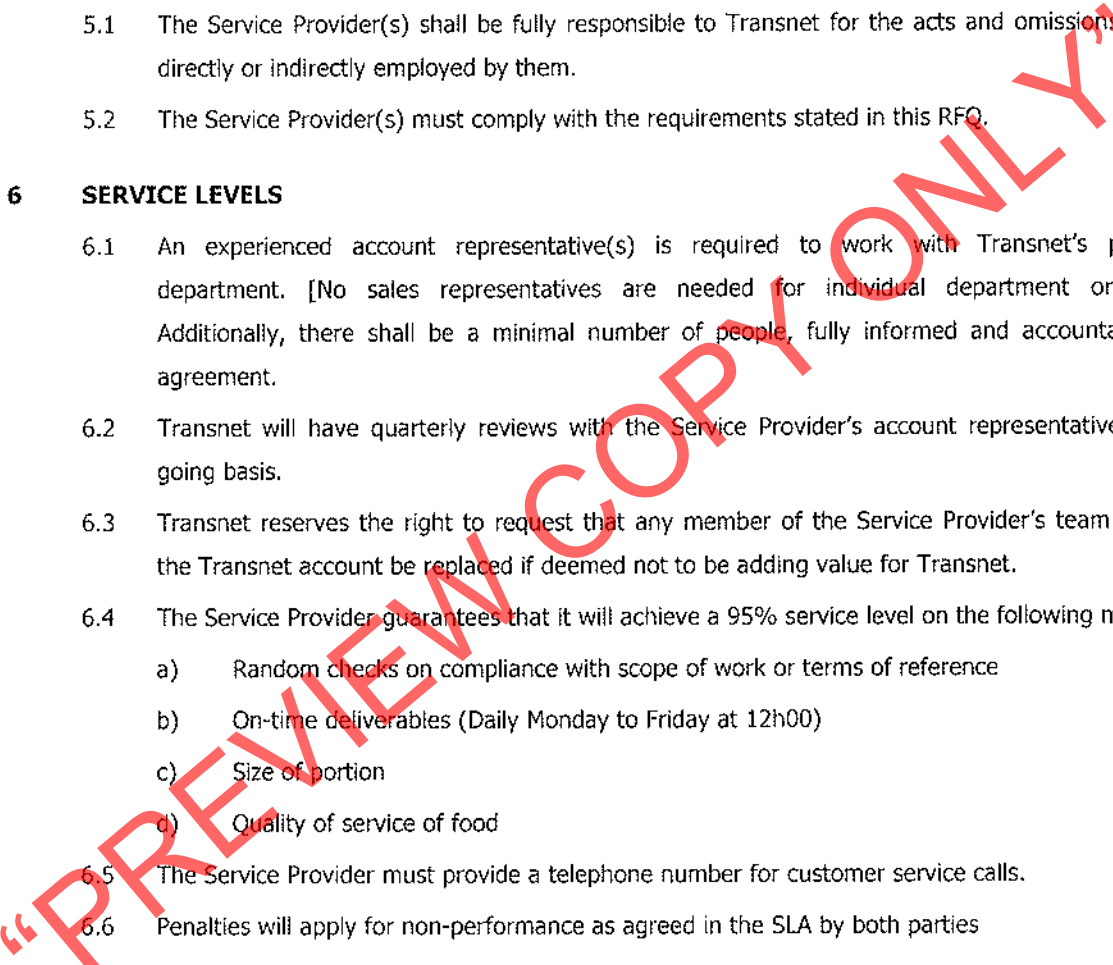 5.1 The Service Provider(s) shall be fully responsible to Transnet for the acts and omissions
directly or indirectly employed by them.
5.2 The Service Provider(s) must comply with the requirements stated in this RFQ.
6 SERVICE LEVELS
6.1 An experienced account representative(s) is required to work with Transnet's
department. [No sales representatives are needed for individual department or
Additionally, there shall be a minimal number of people, fully informed and
agreement.
6.2 Transnet will have quarterly reviews with the Service Provider's account representative
going basis.
6.3 Transnet reserves the right to request that any member of the Service Provider's team
the Transnet account be replaced if deemed not to be adding value for Transnet.
6.4 The Service Provider guarantees that it will achieve a 95% service level on the following
a) Random checks on compliance with scope of work or terms of reference
b) On-time deliverables (Daily Monday to Friday at 12h00)
c) Size of portion
d) Quality of service of food
6.5 The Service Provider must provide a telephone number for customer service calls.
6.6 Penalties will apply for non-performance as agreed in the SLA by both parties
"PREVIEW COPY ONLY"